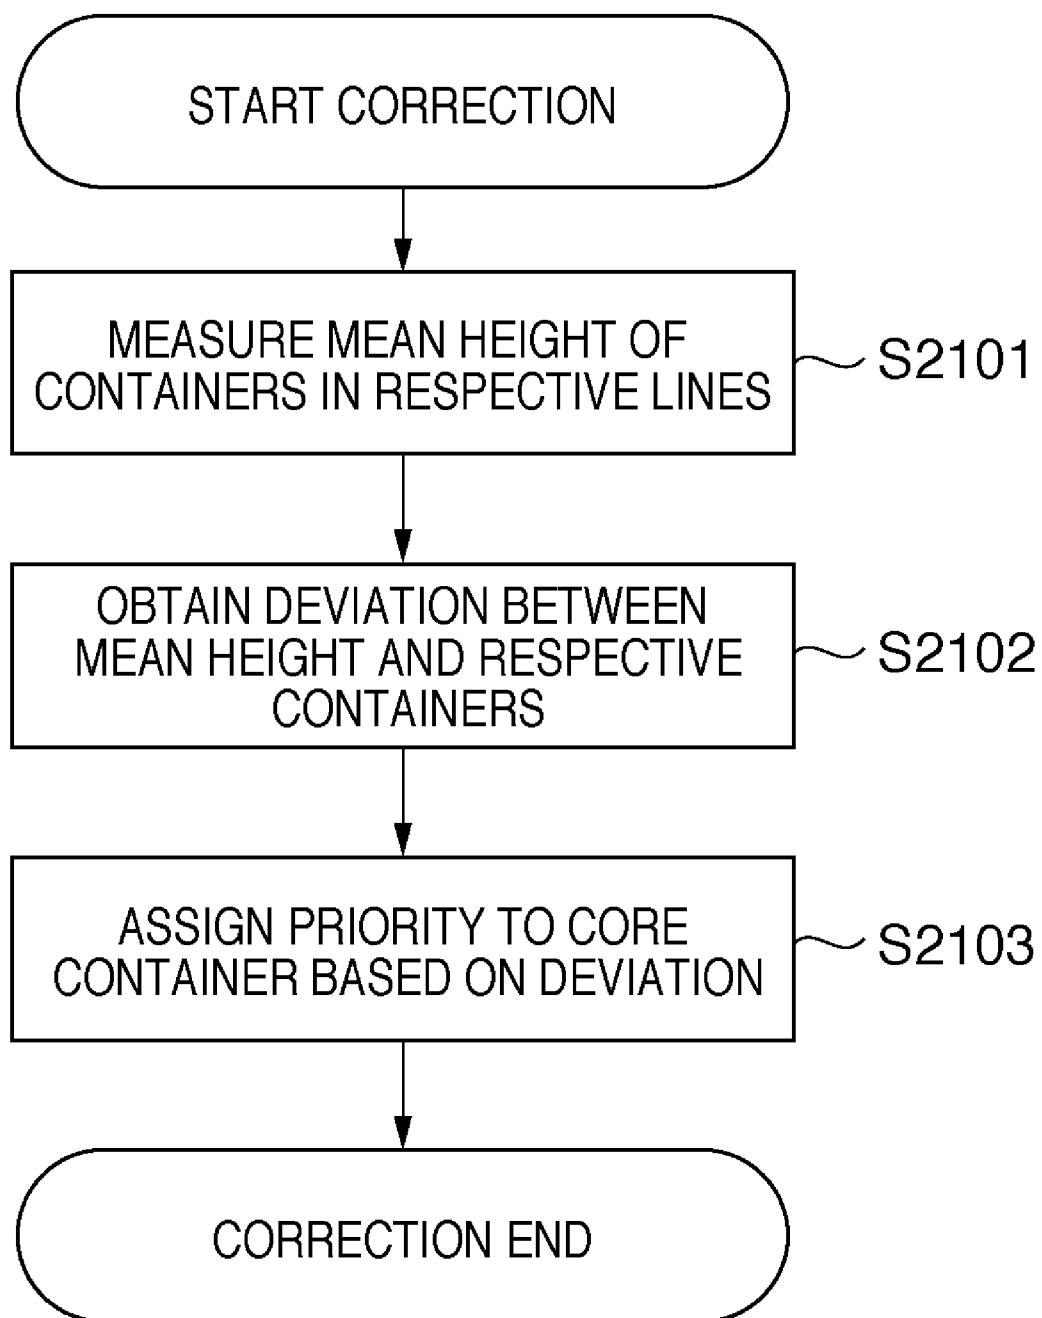 START CORRECTION
MEASURE MEAN HEIGHT OF
CONTAINERS IN RESPECTIVE LINES
S2101
OBTAIN DEVIATION BETWEEN
MEAN HEIGHT AND RESPECTIVE
CONTAINERS
S2102
ASSIGN PRIORITY TO CORE
CONTAINER BASED ON DEVIATION
S2103
CORRECTION END